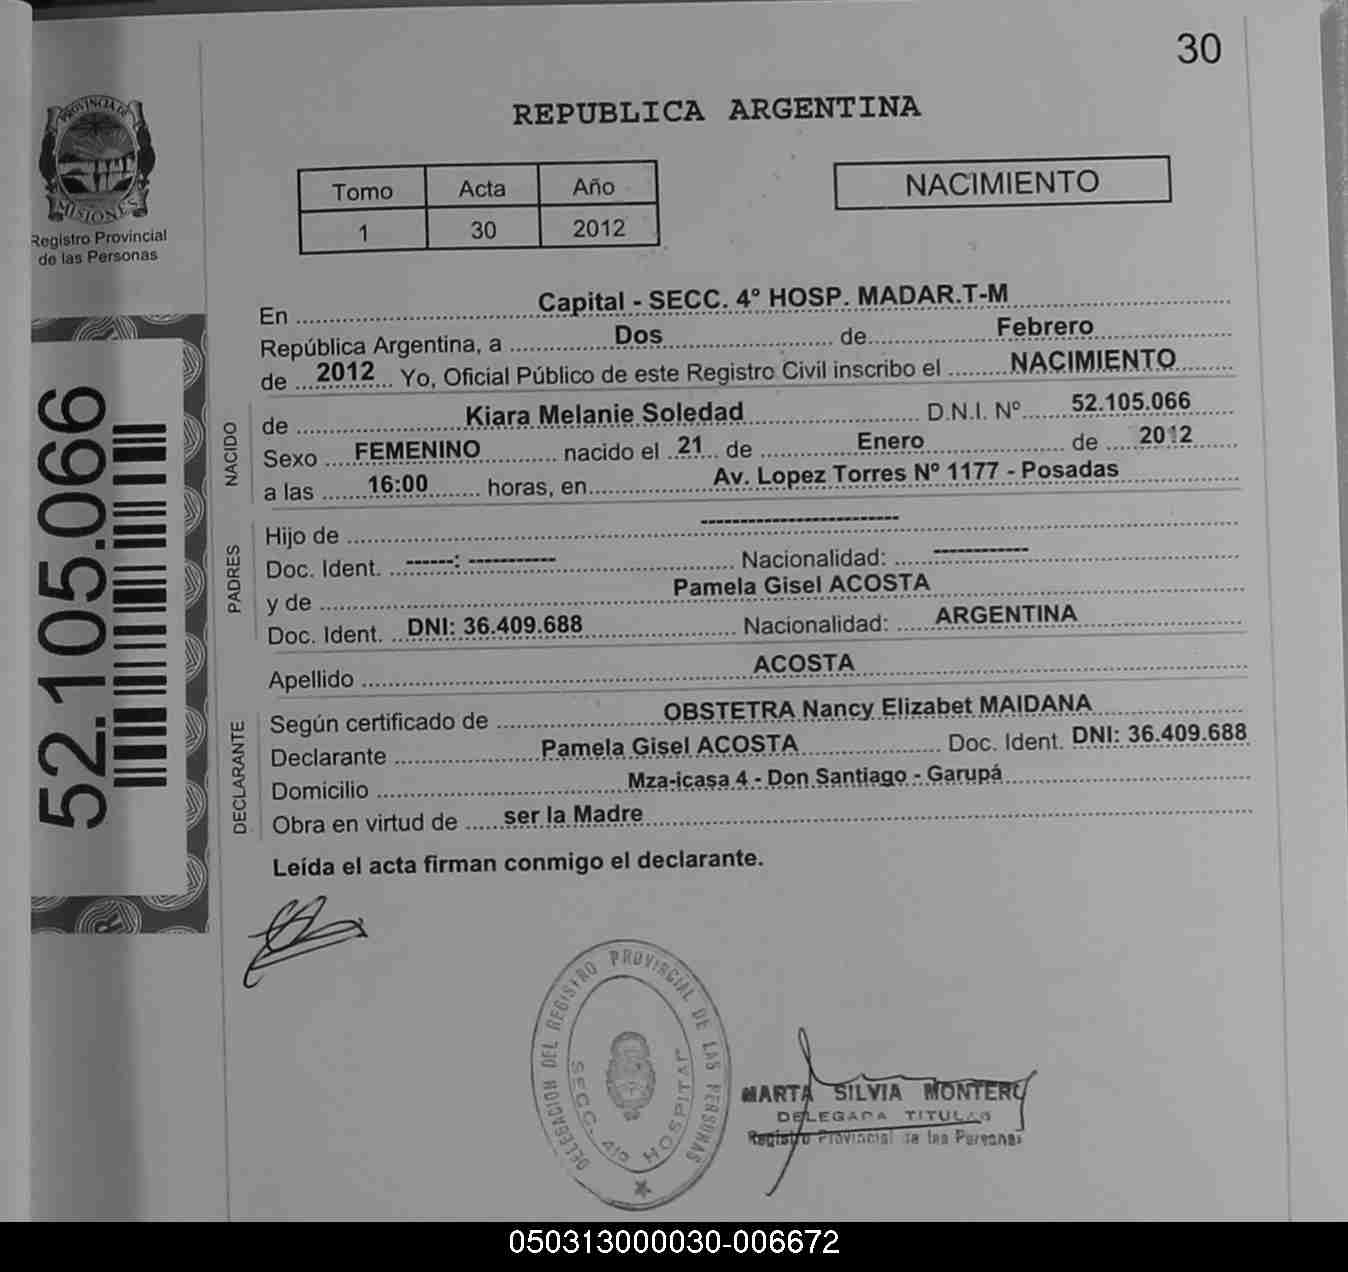 30
PROVINCIA DE
MISIONES
Registro Provincial
de las Personas
REPUBLICA ARGENTINA
Tomo Acta Año
1 30 2012
NACIMIENTO
52.105.066
En Capital - SECC. 4° HOSP. MADAR.T-M
República Argentina, a Dos de Febrero
de 2012 Yo, Oficial Público de este Registro Civil inscribo el NACIMIENTO
NACIDO
de Kiara Melanie Soledad D.N.I. Nº 52.105.066
Sexo FEMENINO nacido el 21 de Enero de 2012
a las 16:00 horas, en Av. Lopez Torres Nº 1177 - Posadas
PADRES
Hijo de -------------------------
Doc. Ident. ------: ----------- Nacionalidad: ------------
y de Pamela Gisel ACOSTA
Doc. Ident. DNI: 36.409.688 Nacionalidad: ARGENTINA
Apellido ACOSTA
DECLARANTE
Según certificado de OBSTETRA Nancy Elizabet MAIDANA
Declarante Pamela Gisel ACOSTA Doc. Ident. DNI: 36.409.688
Domicilio Mza-icasa 4 - Don Santiago - Garupá
Obra en virtud de ser la Madre
Leída el acta firman conmigo el declarante.
DELEGACION DEL REGISTRO PROVINCIAL DE LAS PERSONAS
SECC. 4ta HOSPITAL
MARTA SILVIA MONTERO
DELEGADA TITULAR
Registro Provincial de las Personas
050313000030-006672